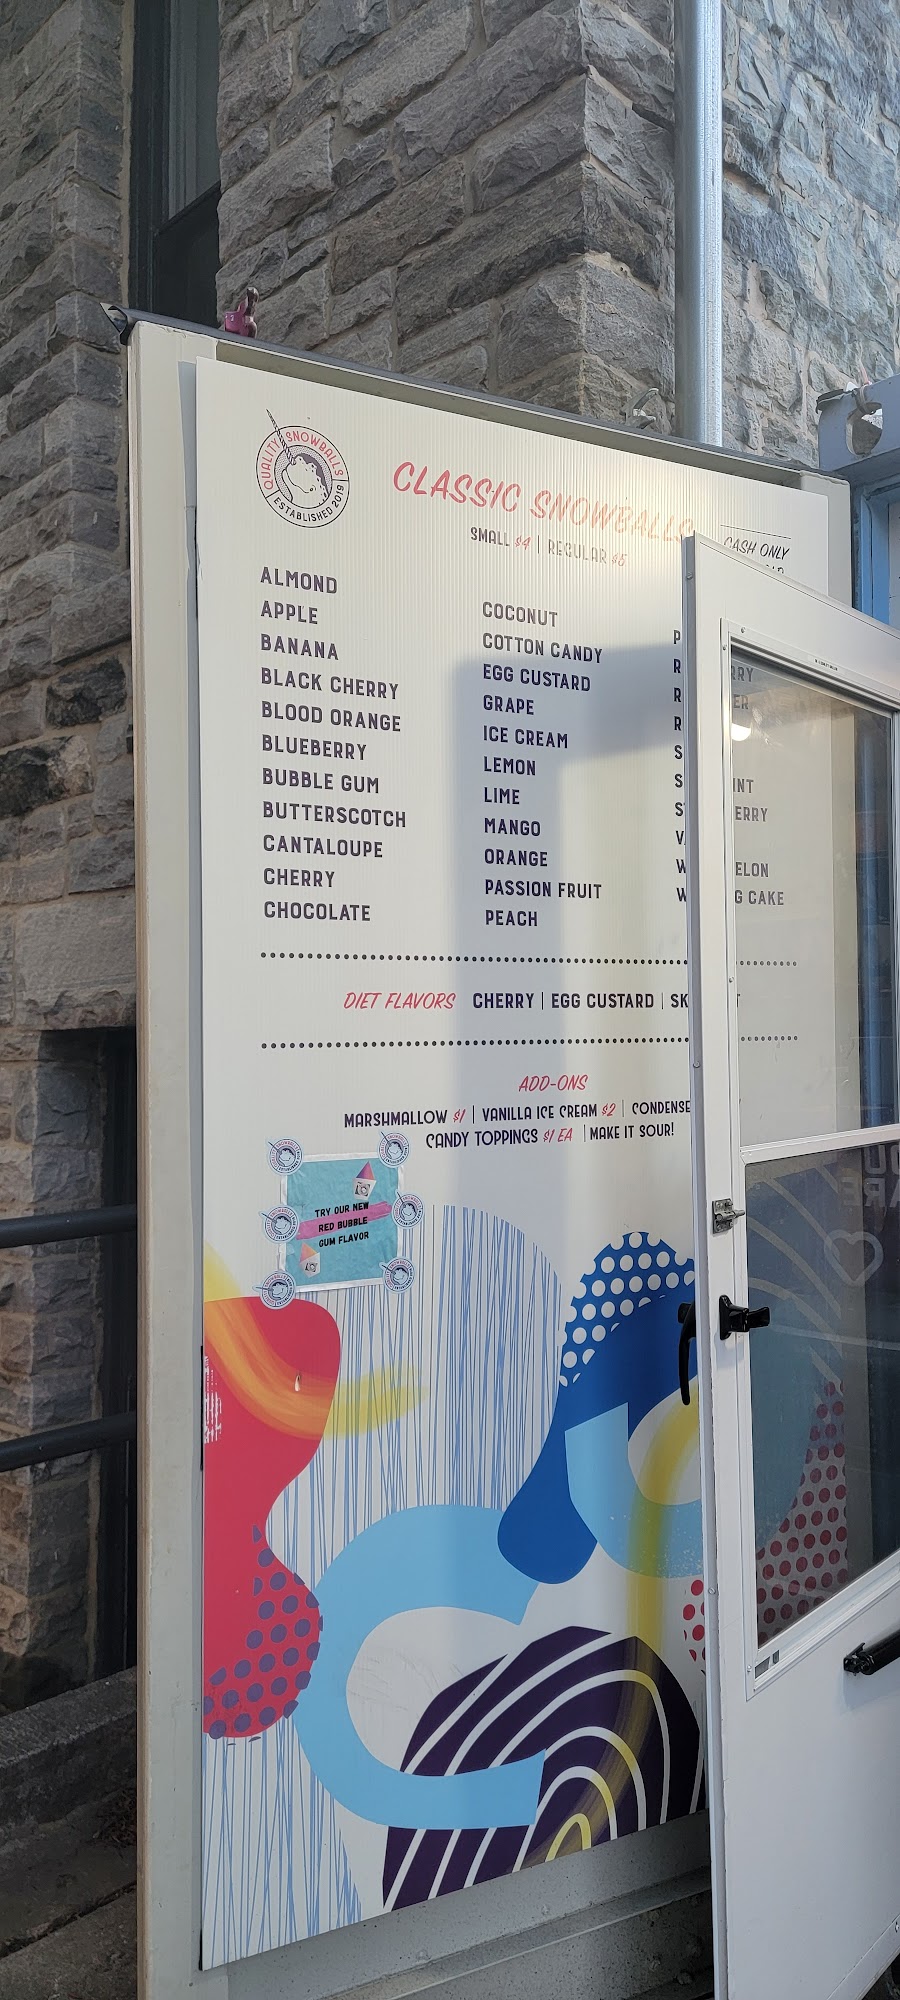 QUALITY SNOWBALLS
ESTABLISHED 2019
CLASSIC SNOWBALLS
SMALL $4 | REGULAR $5
CASH ONLY
ALMOND
APPLE
BANANA
BLACK CHERRY
BLOOD ORANGE
BLUEBERRY
BUBBLE GUM
BUTTERSCOTCH
CANTALOUPE
CHERRY
CHOCOLATE
COCONUT
COTTON CANDY
EGG CUSTARD
GRAPE
ICE CREAM
LEMON
LIME
MANGO
ORANGE
PASSION FRUIT
PEACH
CAKE
DIET FLAVORS CHERRY | EGG CUSTARD |
ADD-ONS
MARSHMALLOW $1 | VANILLA ICE CREAM $2 |
CANDY TOPPINGS $1 EA | MAKE IT SOUR!
TRY OUR NEW
RED BUBBLE
GUM FLAVOR